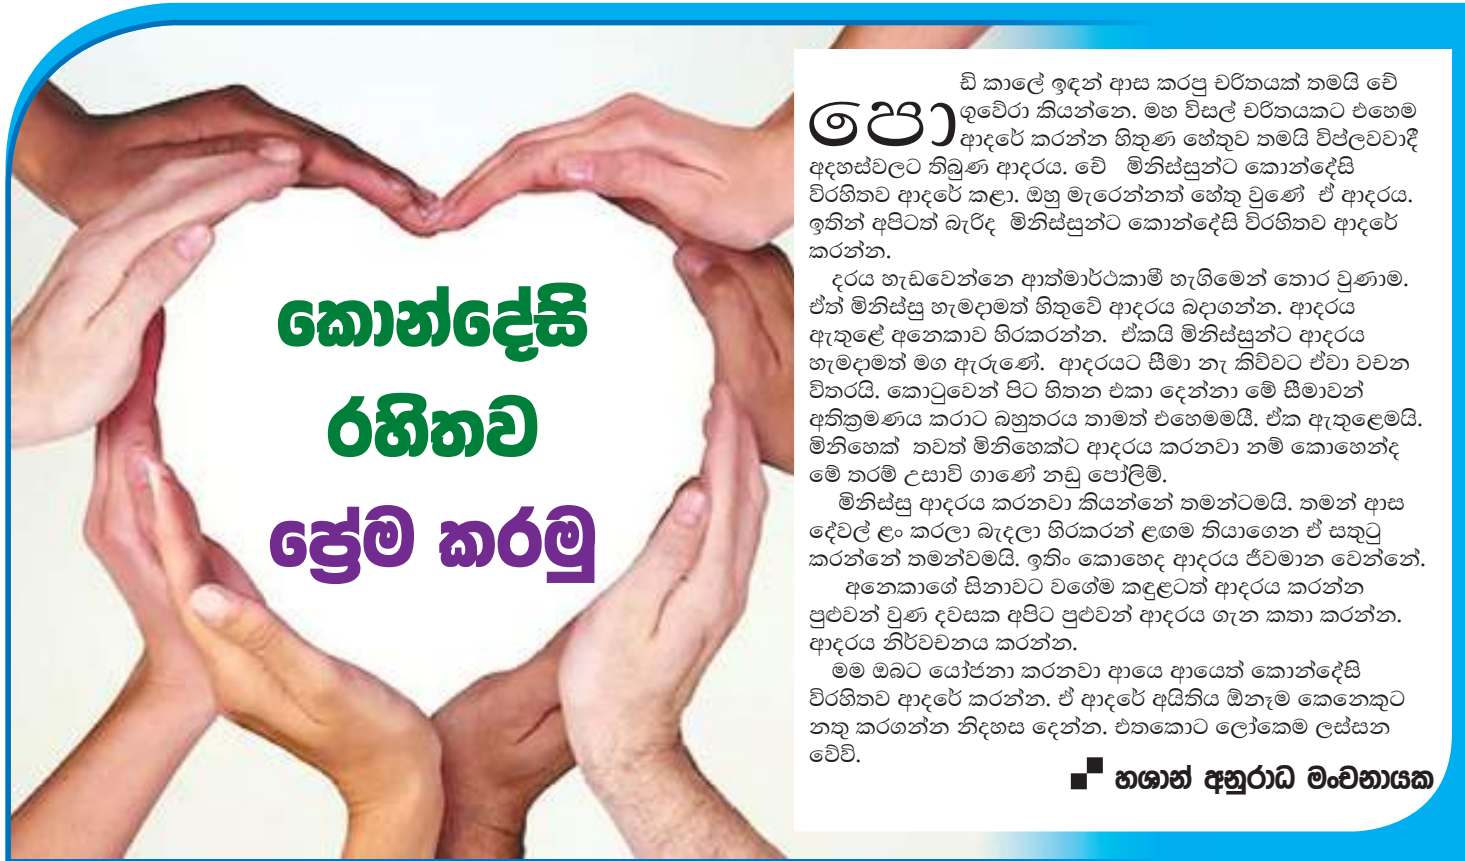 කොන්දේසි
රහිතව
ප්‍රේම කරමු
පොඩි කාලේ ඉඳන් ආස කරපු චරිතයක් තමයි චේ
ගුවේරා කියන්නෙ. මහ විසල් චරිතයකට එහෙම
ආදරේ කරන්න හිතුණ හේතුව තමයි විප්ලවවාදී
අදහස්වලට තිබුණ ආදරය. චේ මිනිස්සුන්ට කොන්දේසි
විරහිතව ආදරේ කළා. ඔහු මැරෙන්නත් හේතු වුණේ ඒ ආදරය.
ඉතින් අපිටත් බැරිද මිනිස්සුන්ට කොන්දේසි විරහිතව ආදරේ
කරන්න.
දරය හැඩවෙන්නෙ ආත්මාර්ථකාමී හැගිමෙන් තොර වුණාම.
ඒත් මිනිස්සු හැමදාමත් හිතුවේ ආදරය බදාගන්න. ආදරය
ඇතුළේ අනෙකාව හිරකරන්න. ඒකයි මිනිස්සුන්ට ආදරය
හැමදාමත් මග ඇරුණේ. ආදරයට සීමා නැ කිව්වට ඒවා වචන
විතරයි. කොටුවෙන් පිට හිතන එකා දෙන්නා මේ සීමාවන්
අතික්‍රමණය කරාට බහුතරය තාමත් එහෙමමයී. ඒක ඇතුළෙමයි.
මිනිහෙක් තවත් මිනිහෙක්ට ආදරය කරනවා නම් කොහෙන්ද
මේ තරම් උසාවි ගාණේ නඩු පෝලිම්.
මිනිස්සු ආදරය කරනවා කියන්නේ තමන්ටමයි. තමන් ආස
දේවල් ළං කරලා බැදලා හිරකරන් ළඟම තියාගෙන ඒ සතුටු
කරන්නේ තමන්වමයි. ඉතිං කොහෙද ආදරය ජීවමාන වෙන්නේ.
අනෙකාගේ සිනාවට වගේම කඳුළටත් ආදරය කරන්න
පුළුවන් වුණ දවසක අපිට පුළුවන් ආදරය ගැන කතා කරන්න.
ආදරය නිර්වචනය කරන්න.
මම ඔබට යෝජනා කරනවා ආයෙ ආයෙත් කොන්දේසි
විරහිතව ආදරේ කරන්න. ඒ ආදරේ අයිතිය ඕනෑම කෙනෙකුට
නතු කරගන්න නිදහස දෙන්න. එතකොට ලෝකෙම ලස්සන
වේවි.
හශාන් අනුරාධ මංචනායක